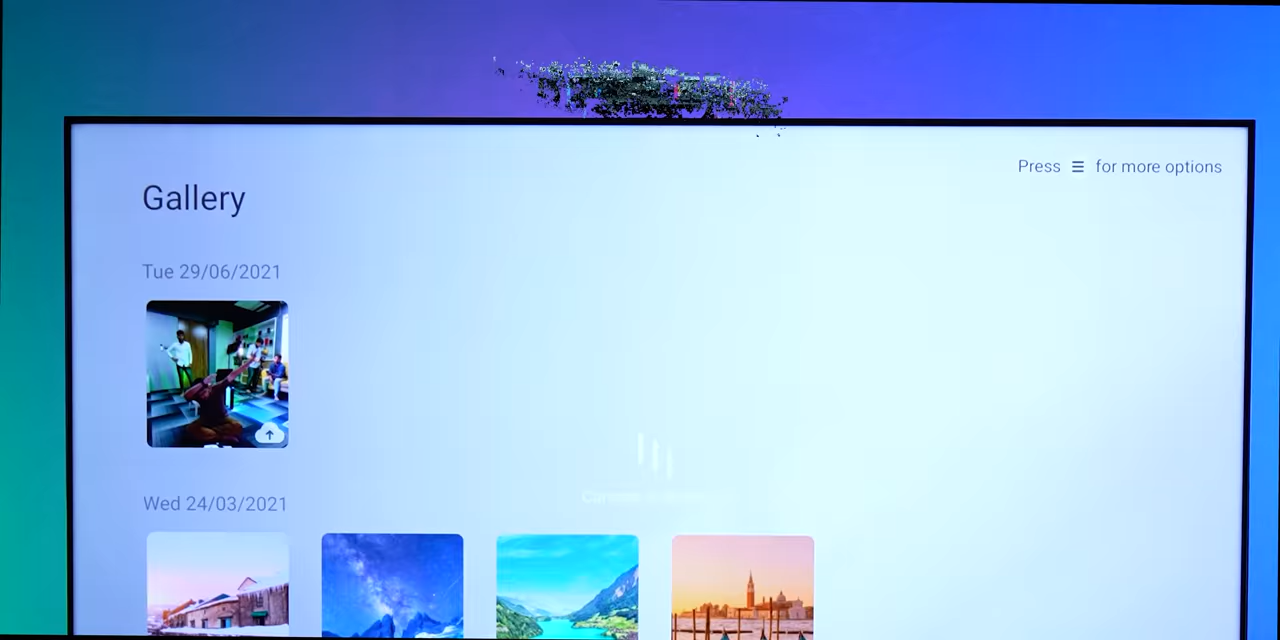 Press ☰ for more options
Gallery
Tue 29/06/2021
Wed 24/03/2021